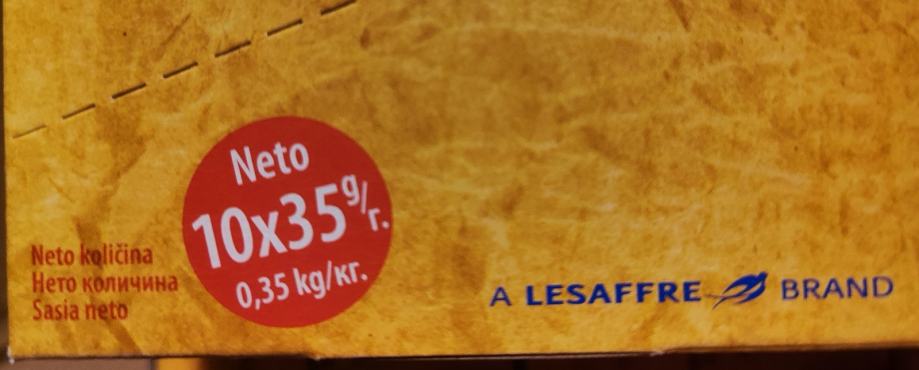 Neto
10x35g/г.
0,35 kg/кг.
Neto količina
Нето количина
Sasia neto
A LESAFFRE BRAND